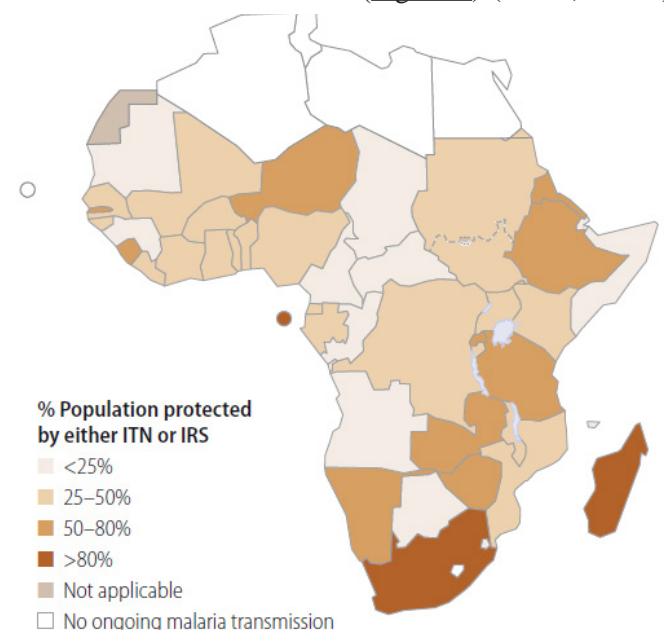 % Population protected
by either ITN or IRS
<25%
25–50%
50–80%
>80%
Not applicable
No ongoing malaria transmission